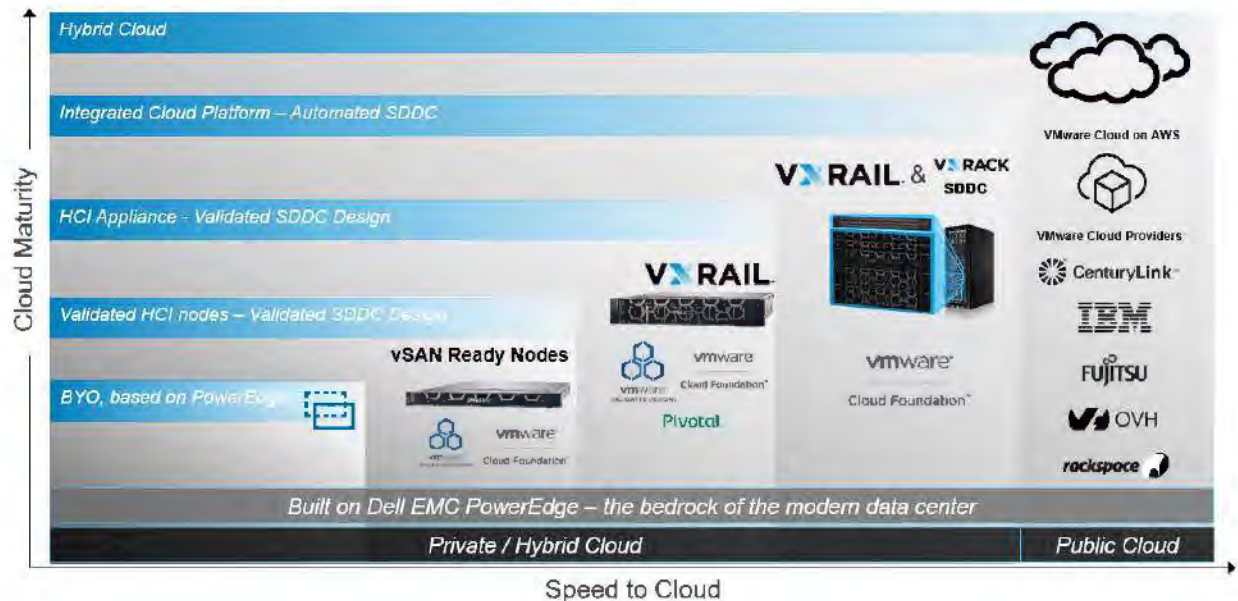 Hybrid Cloud
Integrated Cloud Platform – Automated SDDC
VMware Cloud on AWS
VXRAIL & VXRACK
SDDC
HCI Appliance - Validated SDDC Design
VMware Cloud Providers
CenturyLink
VXRAIL
Validated HCI nodes – Validated SDDC Design
IBM
vSAN Ready Nodes
vmware
Cloud Foundation
vmware
vmware
Cloud Foundation
FUJITSU
BYO, based on PowerEdge
Pivotal
OVH
vmware
Cloud Foundation
rackspace
Built on Dell EMC PowerEdge – the bedrock of the modern data center
Private / Hybrid Cloud
Public Cloud
Cloud Maturity
Speed to Cloud